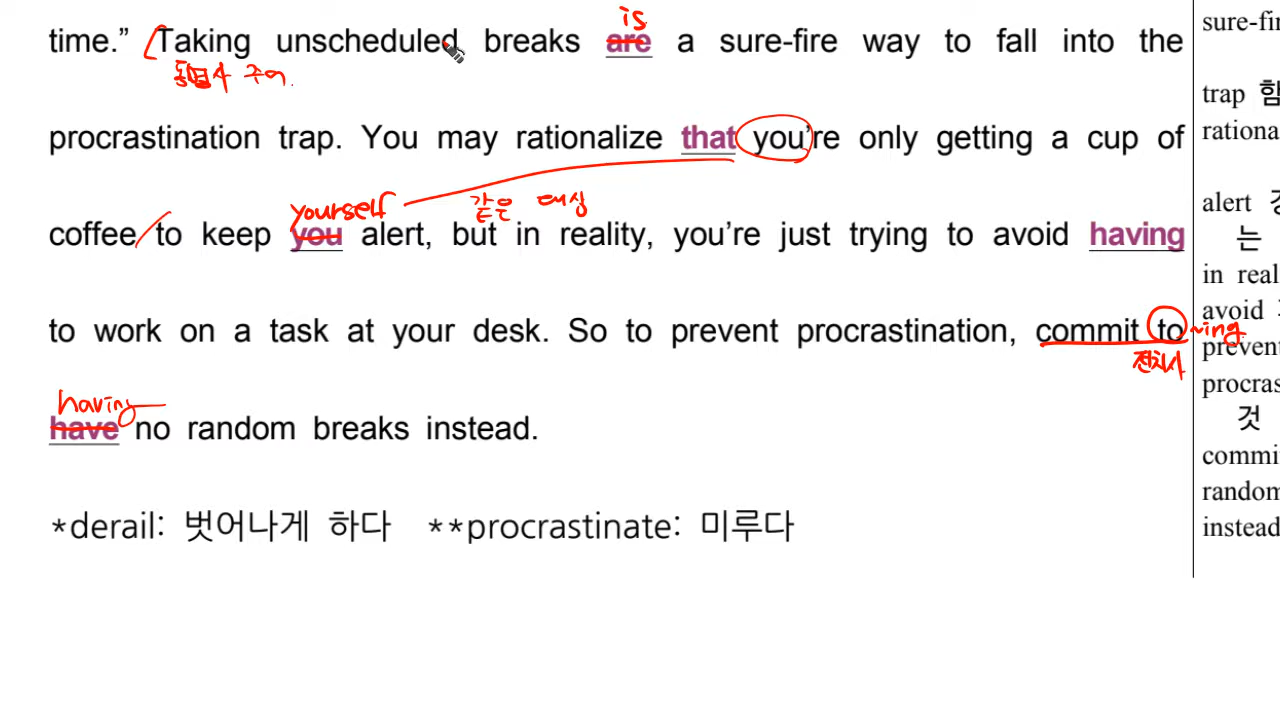 is
time.” Taking unscheduled breaks are a sure-fire way to fall into the
동명사 주어.
procrastination trap. You may rationalize that you’re only getting a cup of
yourself 같은 대상
coffee to keep you alert, but in reality, you’re just trying to avoid having
to work on a task at your desk. So to prevent procrastination, commit to ~ing
전치사
having
have no random breaks instead.
*derail: 벗어나게 하다 **procrastinate: 미루다
sure-fir
trap 함
rationa
alert
는
in real
avoid
prevent
procras
것
commi
random
instead